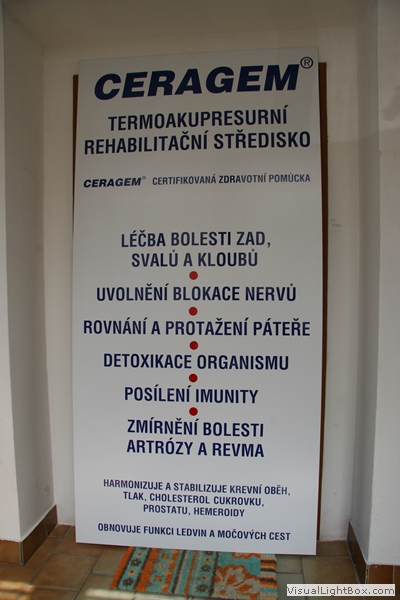 CERAGEM®
TERMOAKUPRESURNÍ
REHABILITAČNÍ STŘEDISKO
CERAGEM® CERTIFIKOVANÁ ZDRAVOTNÍ POMŮCKA
LÉČBA BOLESTI ZAD,
SVALŮ A KLOUBŮ
UVOLNĚNÍ BLOKACE NERVŮ
ROVNÁNÍ A PROTAŽENÍ PÁTEŘE
DETOXIKACE ORGANISMU
POSÍLENÍ IMUNITY
ZMÍRNĚNÍ BOLESTI
ARTRÓZY A REVMA
HARMONIZUJE A STABILIZUJE KREVNÍ OBĚH,
TLAK, CHOLESTEROL CUKROVKU,
PROSTATU, HEMEROIDY
OBNOVUJE FUNKCI LEDVIN A MOČOVÝCH CEST
VisualLightBox.com